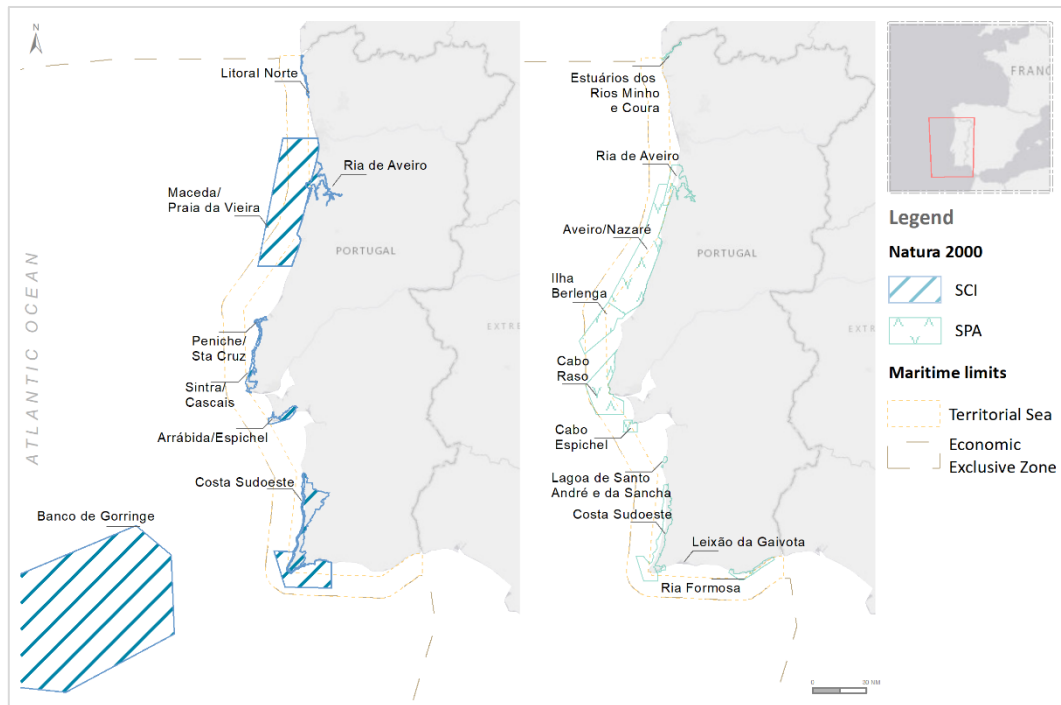 N
Litoral Norte
Ria de Aveiro
Maceda/
Praia da Vieira
PORTUGAL
ATLANTIC OCEAN
EXTRE
Peniche/
Sta Cruz
Sintra/
Cascais
Arrábida/Espichel
Costa Sudoeste
Banco de Gorringe
Estuários dos
Rios Minho
e Coura
Ria de Aveiro
Aveiro/Nazaré
PORTUGAL
Ilha
Berlenga
EXTRE
Cabo
Raso
Cabo
Espichel
Lagoa de Santo
André e da Sancha
Costa Sudoeste
Leixão da Gaivota
Ria Formosa
0 30 NM
FRANC
Legend
Natura 2000
SCI
SPA
Maritime limits
Territorial Sea
Economic
Exclusive Zone